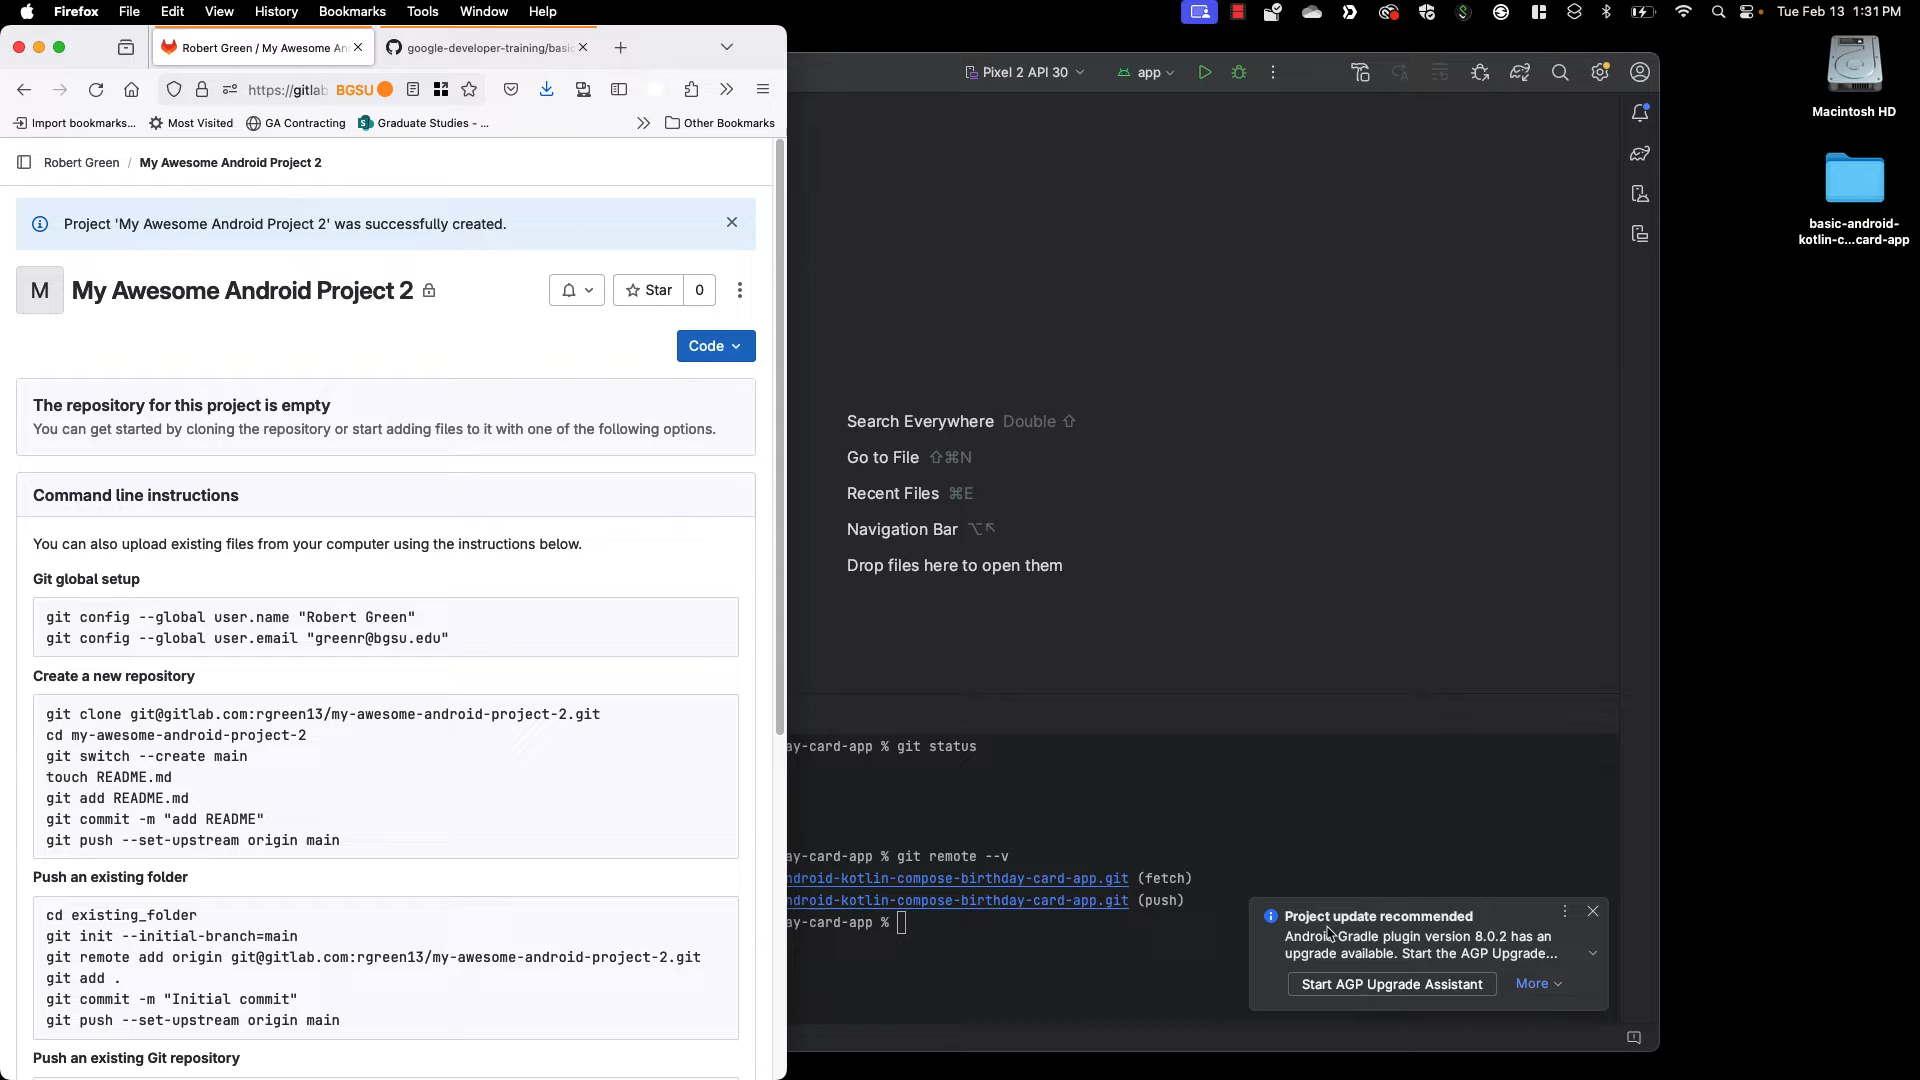 Firefox File Edit View History Bookmarks Tools Window Help
Tue Feb 13 1:31 PM
Robert Green / My Awesome An
google-developer-training/basic
https://gitlab
BGSU
Import bookmarks...
Most Visited
GA Contracting
Graduate Studies - ...
Other Bookmarks
Robert Green / My Awesome Android Project 2
Project 'My Awesome Android Project 2' was successfully created.
M
My Awesome Android Project 2
Star
0
Code
The repository for this project is empty
You can get started by cloning the repository or start adding files to it with one of the following options.
Command line instructions
You can also upload existing files from your computer using the instructions below.
Git global setup
git config --global user.name "Robert Green"
git config --global user.email "greenr@bgsu.edu"
Create a new repository
git clone git@gitlab.com:rgreen13/my-awesome-android-project-2.git
cd my-awesome-android-project-2
git switch --create main
touch README.md
git add README.md
git commit -m "add README"
git push --set-upstream origin main
Push an existing folder
cd existing_folder
git init --initial-branch=main
git remote add origin git@gitlab.com:rgreen13/my-awesome-android-project-2.git
git add .
git commit -m "Initial commit"
git push --set-upstream origin main
Push an existing Git repository
Pixel 2 API 30
app
Search Everywhere Double ⇧
Go to File ⇧⌘N
Recent Files ⌘E
Navigation Bar ⌥↖
Drop files here to open them
ay-card-app % git status
ay-card-app % git remote --v
ndroid-kotlin-compose-birthday-card-app.git (fetch)
ndroid-kotlin-compose-birthday-card-app.git (push)
ay-card-app %
Project update recommended
Android Gradle plugin version 8.0.2 has an
upgrade available. Start the AGP Upgrade...
Start AGP Upgrade Assistant
More
Macintosh HD
basic-android-
kotlin-c...card-app